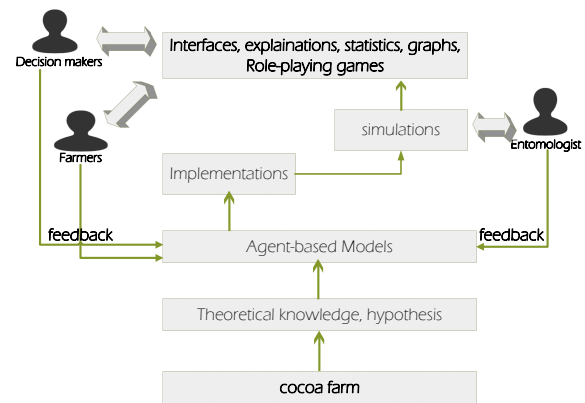 Interfaces, explainations, statistics, graphs,
Role-playing games
Decision makers
simulations
Entomologist
Farmers
Implementations
feedback
feedback
Agent-based Models
Theoretical knowledge, hypothesis
cocoa farm